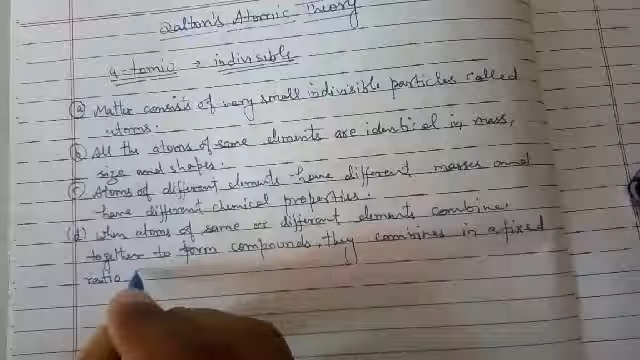 Dalton's Atomic Theory
a-tomio → indivisible
(a) Matter consists of very small indivisible particles called
atoms.
(b) All the atoms of same elements are identical in mass,
size and shapes.
(c) Atoms of different elements have different masses and
have different chemical properties.
(d) When atoms of same or different elements combine
together to form compounds, they combines in a fixed
ratio